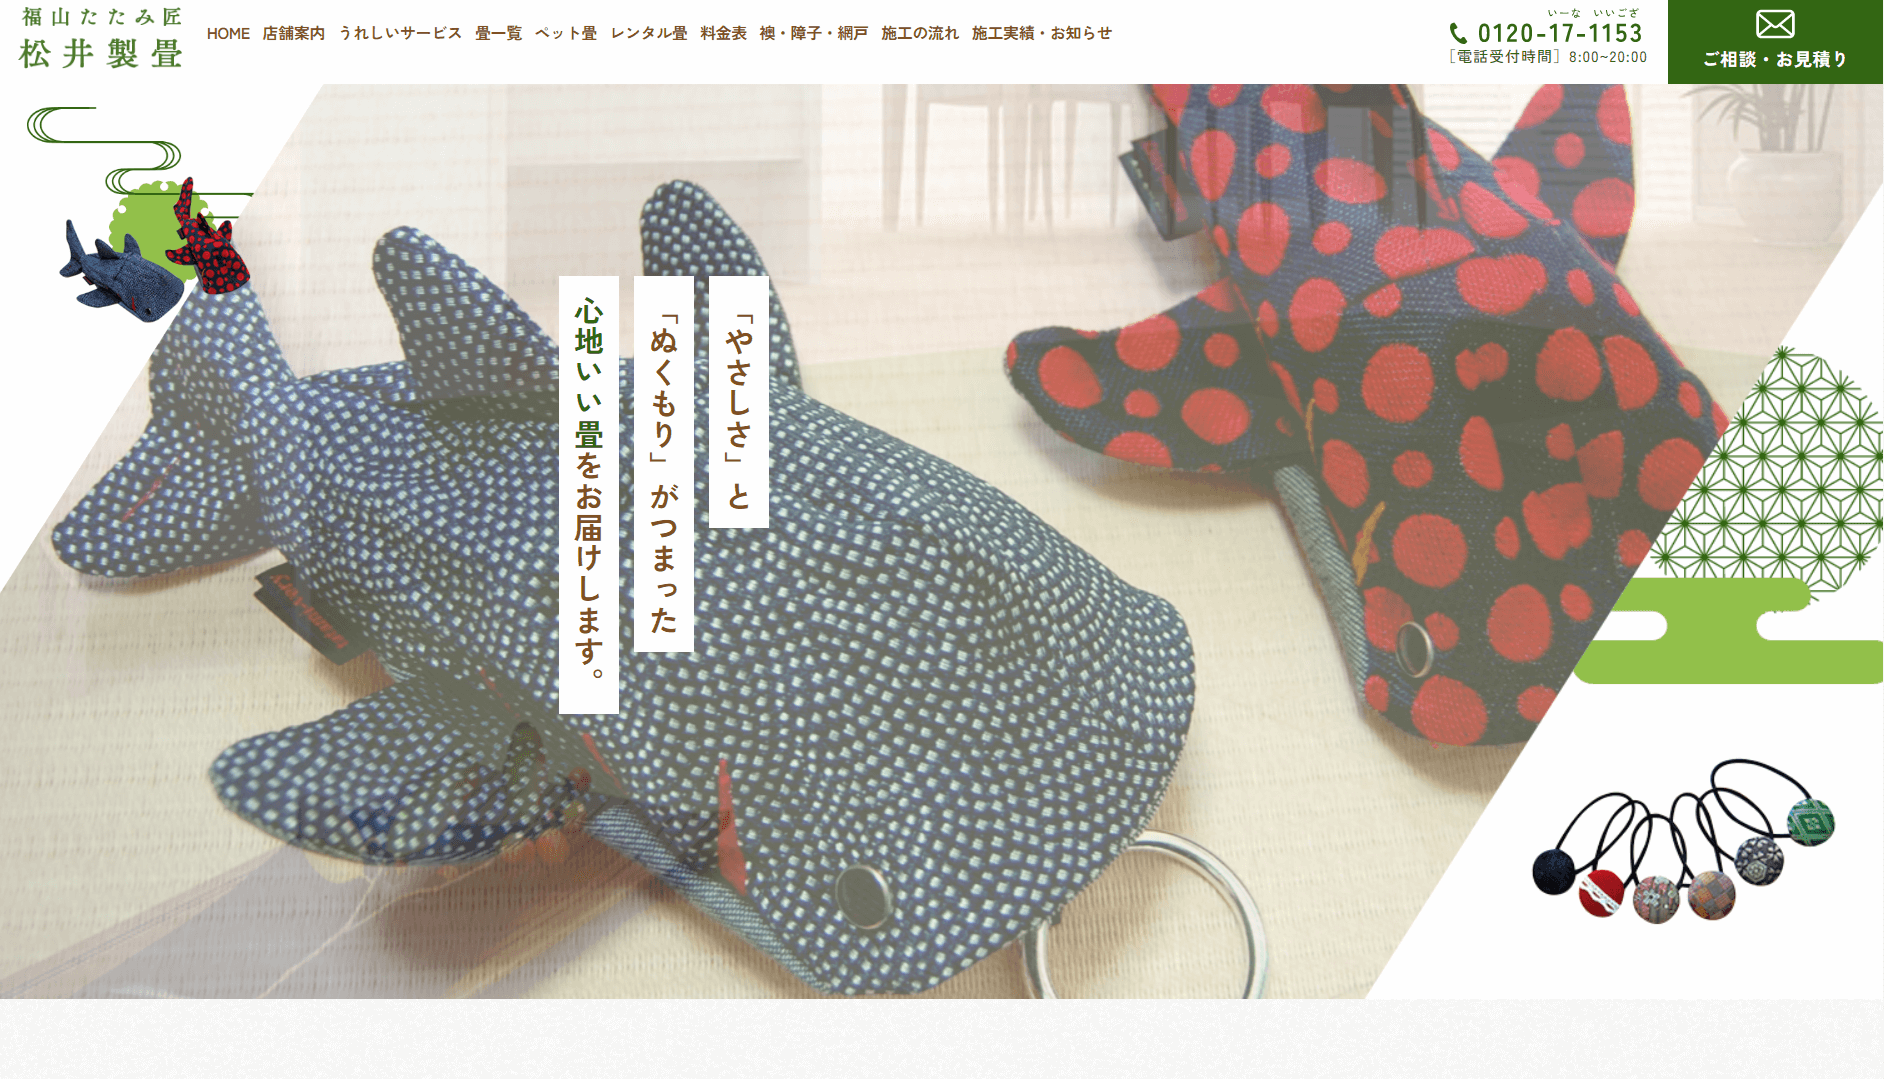 福山たたみ匠
松井製畳
HOME 店舗案内 うれしいサービス 畳一覧 ペット畳 レンタル畳 料金表 襖・障子・網戸 施工の流れ 施工実績・お知らせ
いーな いいござ
0120-17-1153
［電話受付時間］8:00~20:00
ご相談・お見積り
「やさしさ」と
「ぬくもり」がつまった
心地いい畳をお届けします。